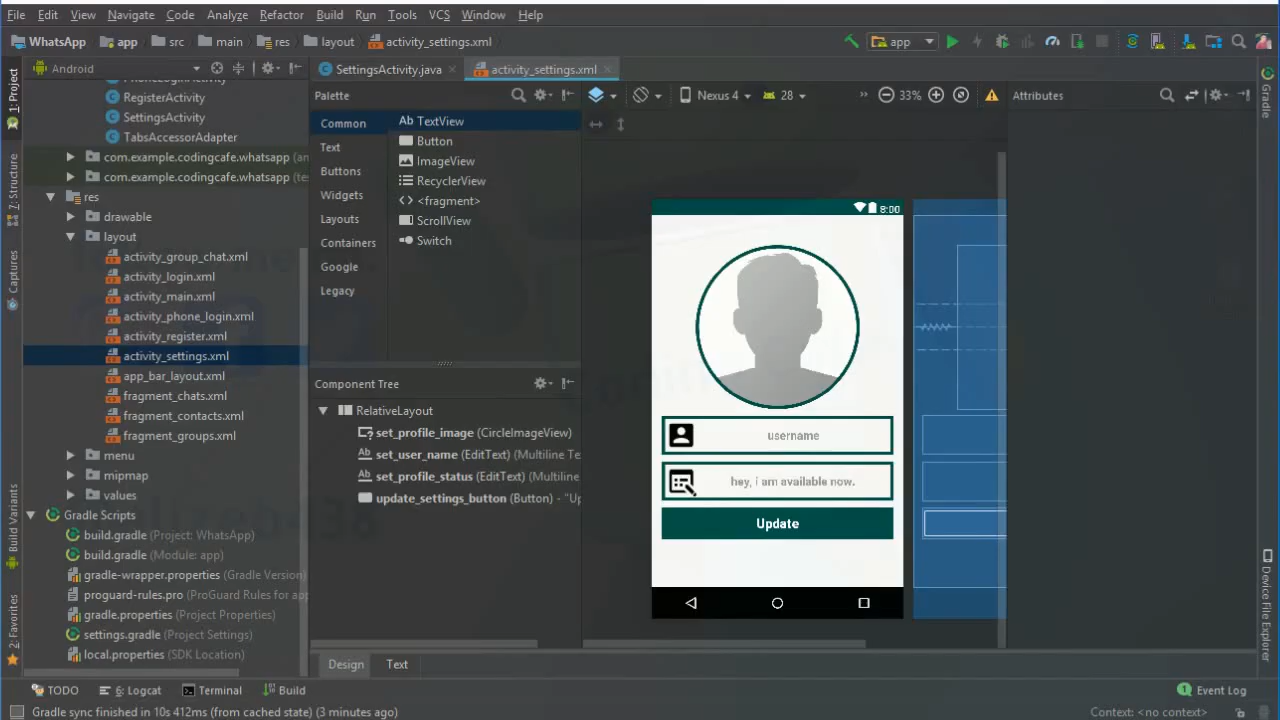 File Edit View Navigate Code Analyze Refactor Build Run Tools VCS Window Help
WhatsApp app src main res layout activity_settings.xml app
1: Project
Android
SettingsActivity.java activity_settings.xml
Gradle
RegisterActivity
SettingsActivity
TabsAccessorAdapter
com.example.codingcafe.whatsapp (an
com.example.codingcafe.whatsapp (te
res
drawable
layout
activity_group_chat.xml
activity_login.xml
activity_main.xml
activity_phone_login.xml
activity_register.xml
activity_settings.xml
app_bar_layout.xml
fragment_chats.xml
fragment_contacts.xml
fragment_groups.xml
menu
mipmap
values
Gradle Scripts
build.gradle (Project: WhatsApp)
build.gradle (Module: app)
gradle-wrapper.properties (Gradle Version)
proguard-rules.pro (ProGuard Rules for app
gradle.properties (Project Properties)
settings.gradle (Project Settings)
local.properties (SDK Location)
7: Structure
Captures
Build Variants
2: Favorites
Palette
Common
Text
Buttons
Widgets
Layouts
Containers
Google
Legacy
Ab TextView
Button
ImageView
RecyclerView
<> <fragment>
ScrollView
Switch
Component Tree
RelativeLayout
set_profile_image (CircleImageView)
Ab set_user_name (EditText) (Multiline Te
Ab set_profile_status (EditText) (Multiline T
update_settings_button (Button) – "Up
Design Text
Nexus 4 28 » 33%
Attributes
8:00
username
hey, i am available now.
Update
Device File Explorer
TODO 6: Logcat Terminal Build
1 Event Log
Gradle sync finished in 10s 412ms (from cached state) (3 minutes ago)
Context: <no context>